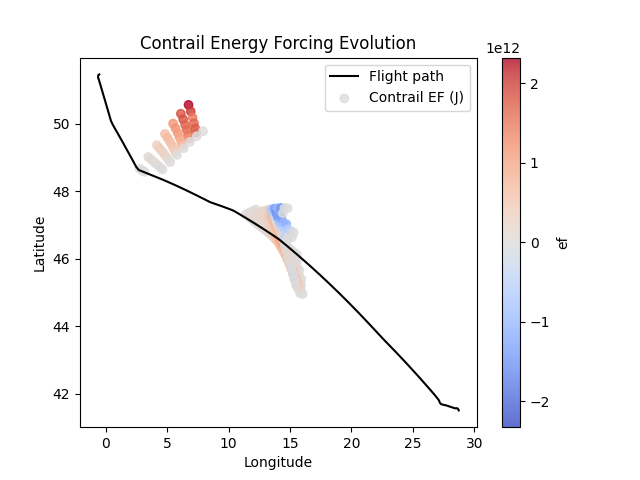 Contrail Energy Forcing Evolution
1e12
Flight path
Contrail EF (J)
50
48
46
44
42
Latitude
0
5
10
15
20
25
30
Longitude
2
1
0
−1
−2
ef